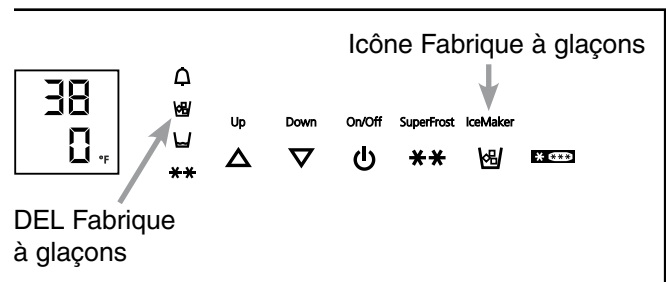 Icône Fabrique à glaçons
38
0 °F
Up Down On/Off SuperFrost IceMaker
DEL Fabrique
à glaçons